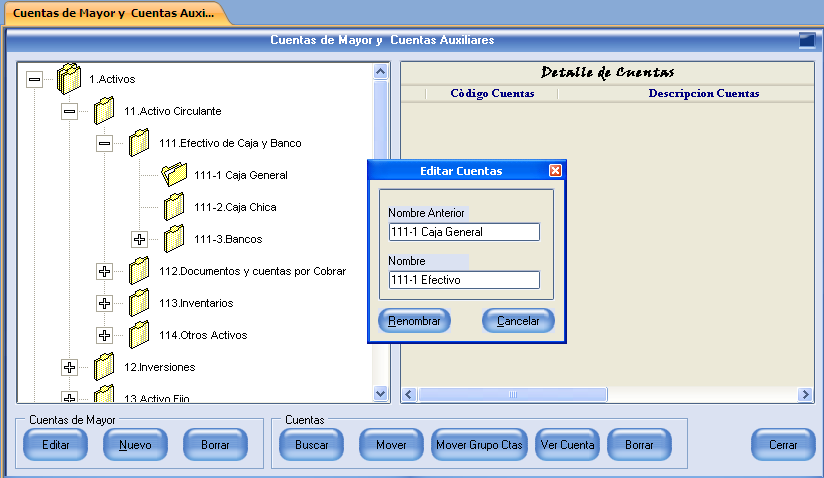 Cuentas de Mayor y Cuentas Auxi...
Cuentas de Mayor y Cuentas Auxiliares
1.Activos
11.Activo Circulante
111.Efectivo de Caja y Banco
111-1 Caja General
111-2.Caja Chica
111-3.Bancos
112.Documentos y cuentas por Cobrar
113.Inventarios
114.Otros Activos
12.Inversiones
13.Activo Fijo
Detalle de Cuentas
Còdigo Cuentas Descripcion Cuentas
Editar Cuentas
Nombre Anterior
111-1 Caja General
Nombre
111-1 Efectivo
Renombrar Cancelar
Cuentas de Mayor
Editar Nuevo Borrar
Cuentas
Buscar Mover Mover Grupo Ctas Ver Cuenta Borrar
Cerrar